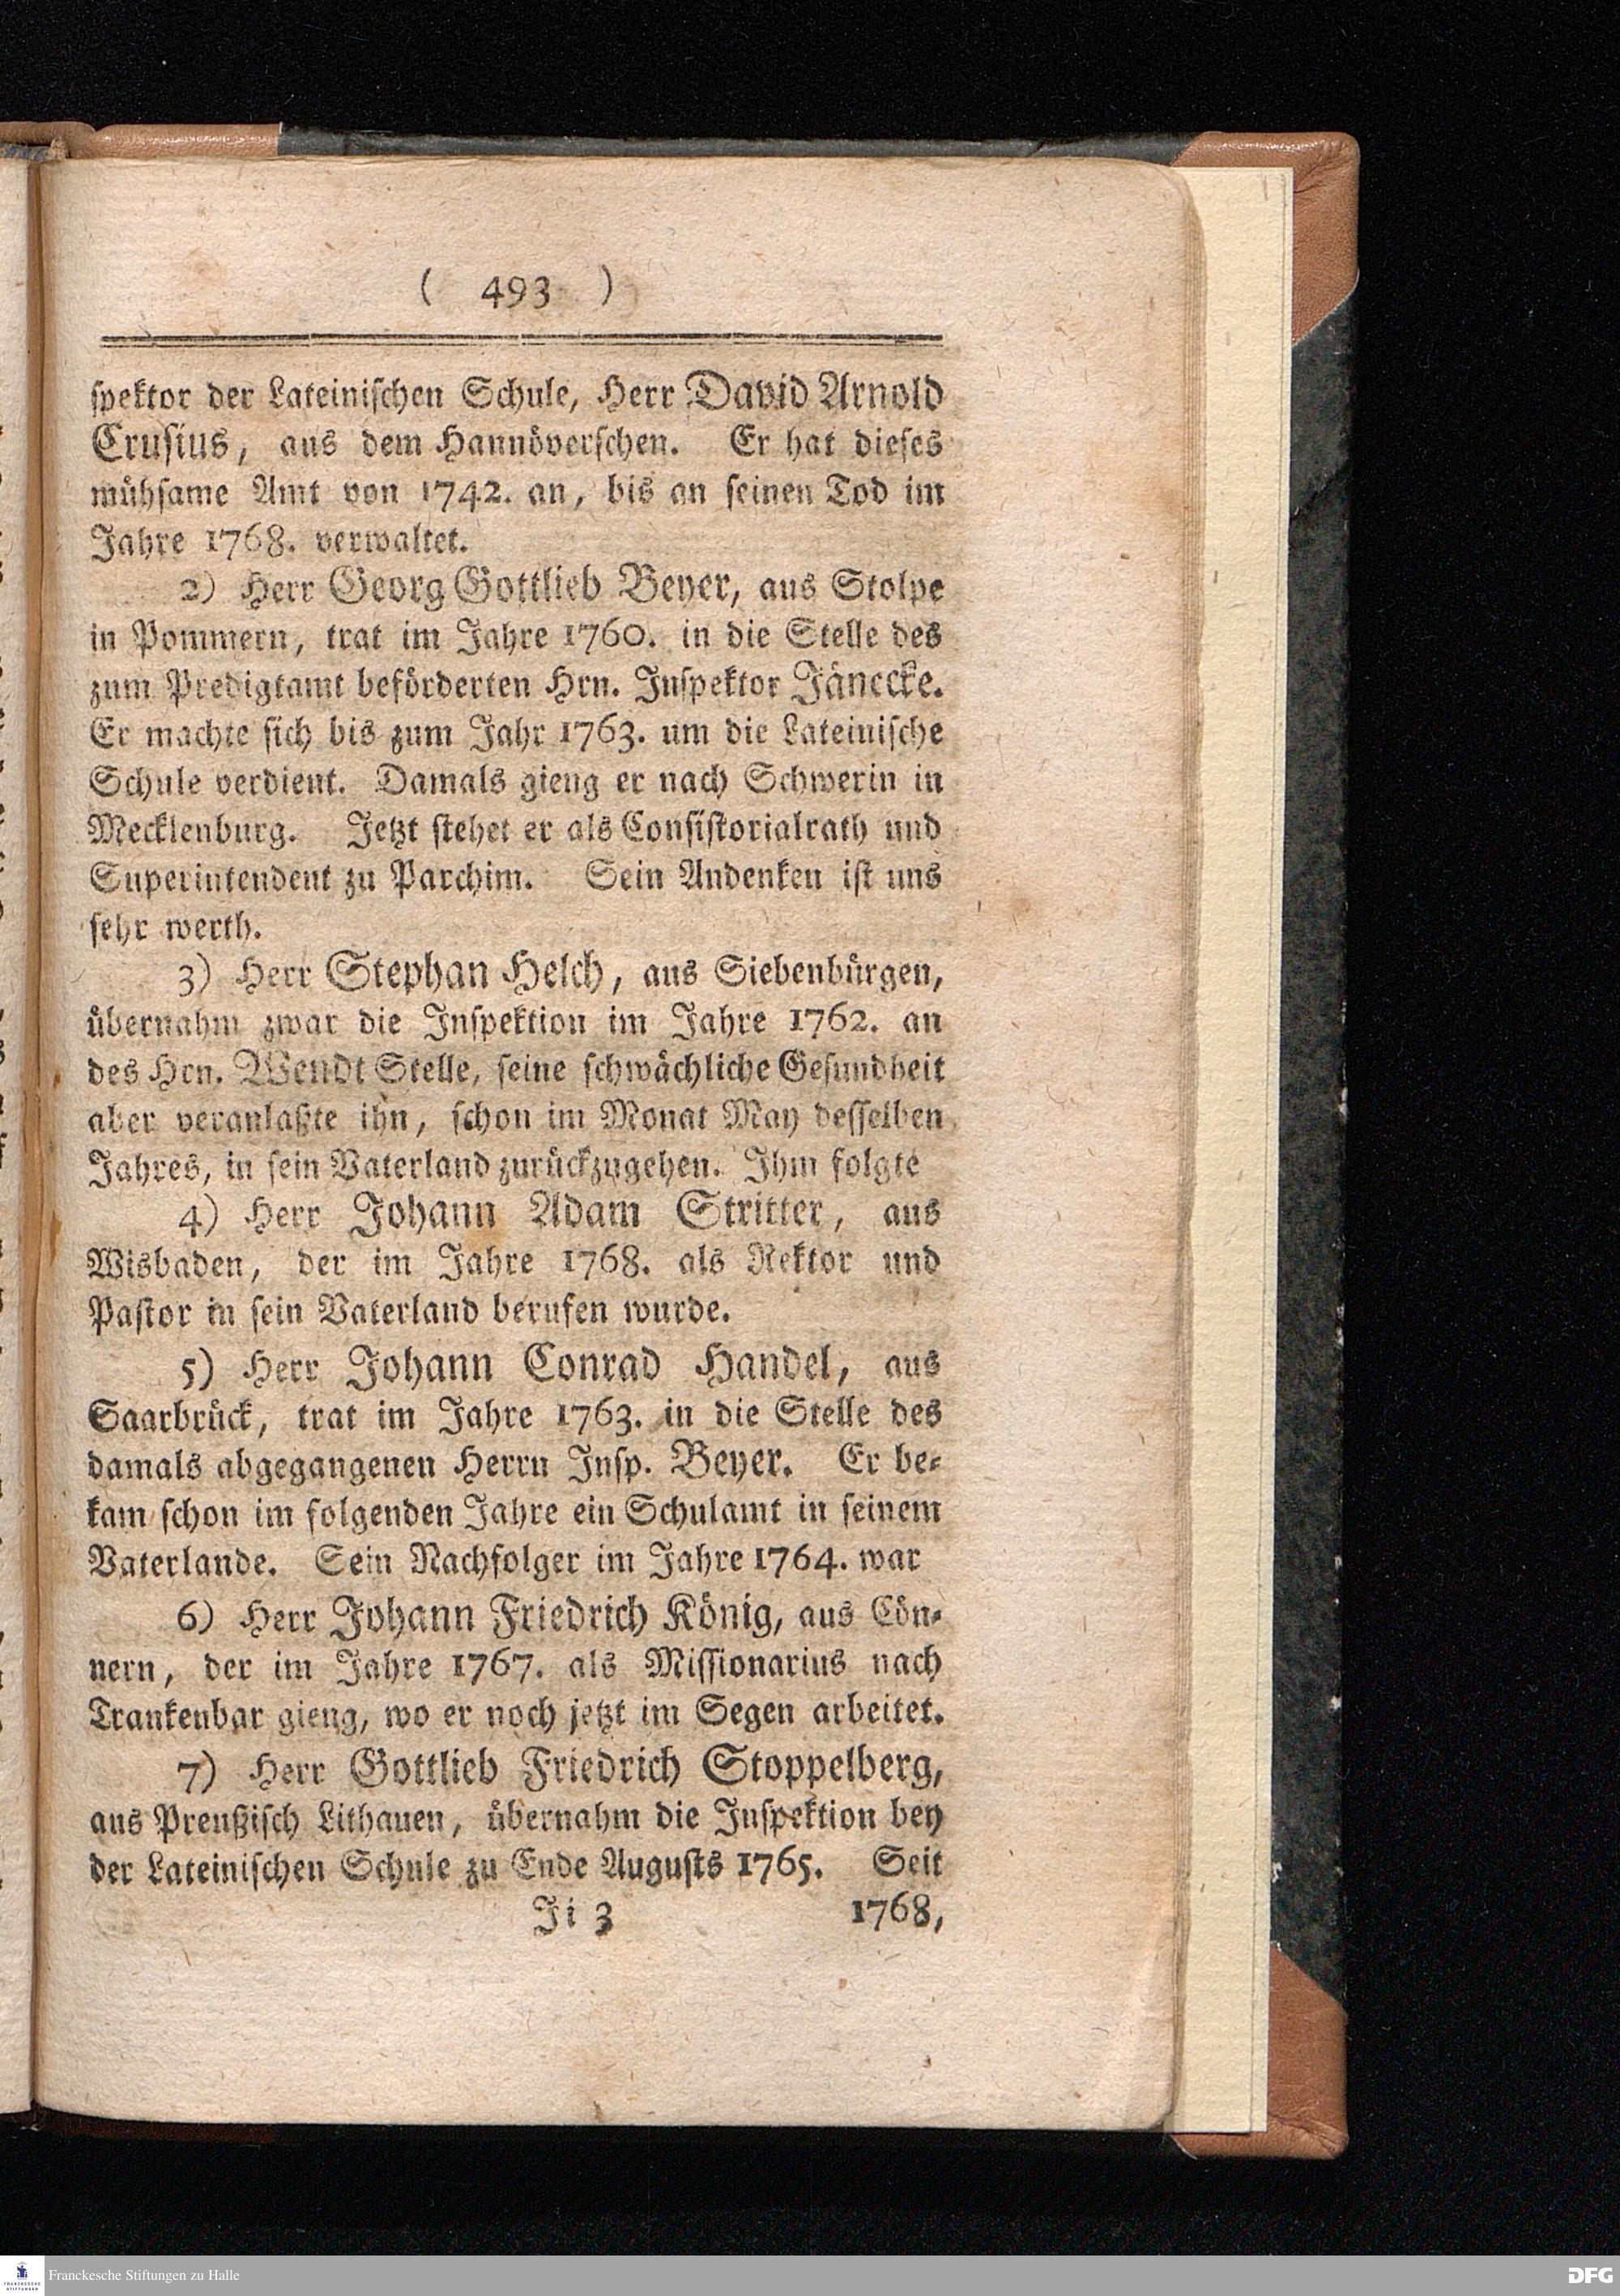 ( 493 )
spektor der Lateinischen Schule, Herr David Arnold
Crusius, aus dem Hannöverschen. Er hat dieses
mühsame Amt von 1742. an, bis an seinen Tod im
Jahre 1768. verwaltet.
2) Herr Georg Gottlieb Beyer, aus Stolpe
in Pommern, trat im Jahre 1760. in die Stelle des
zum Predigtamt beförderten Hrn. Inspektor Jänecke.
Er machte sich bis zum Jahr 1763. um die Lateinische
Schule verdient. Damals gieng er nach Schwerin in
Mecklenburg. Jetzt stehet er als Consistorialrath und
Superintendent zu Parchim. Sein Andenken ist uns
sehr werth.
3) Herr Stephan Helch, aus Siebenbürgen,
übernahm zwar die Inspektion im Jahre 1762. an
des Hrn. Wendt Stelle, seine schwächliche Gesundheit
aber veranlaßte ihn, schon im Monat May desselben
Jahres, in sein Vaterland zurückzugehen. Ihm folgte
4) Herr Johann Adam Stritter, aus
Wisbaden, der im Jahre 1768. als Rektor und
Pastor in sein Vaterland berufen wurde.
5) Herr Johann Conrad Handel, aus
Saarbrück, trat im Jahre 1763. in die Stelle des
damals abgegangenen Herrn Insp. Beyer. Er be-
kam schon im folgenden Jahre ein Schulamt in seinem
Vaterlande. Sein Nachfolger im Jahre 1764. war
6) Herr Johann Friedrich König, aus Cön-
nern, der im Jahre 1767. als Missionarius nach
Trankenbar gieng, wo er noch jetzt im Segen arbeitet.
7) Herr Gottlieb Friedrich Stoppelberg,
aus Preußisch Lithauen, übernahm die Inspektion bey
der Lateinischen Schule zu Ende Augusts 1765. Seit
Ji 3 1768,
FRANCKESCHE STIFTUNGEN
Franckesche Stiftungen zu Halle
DFG